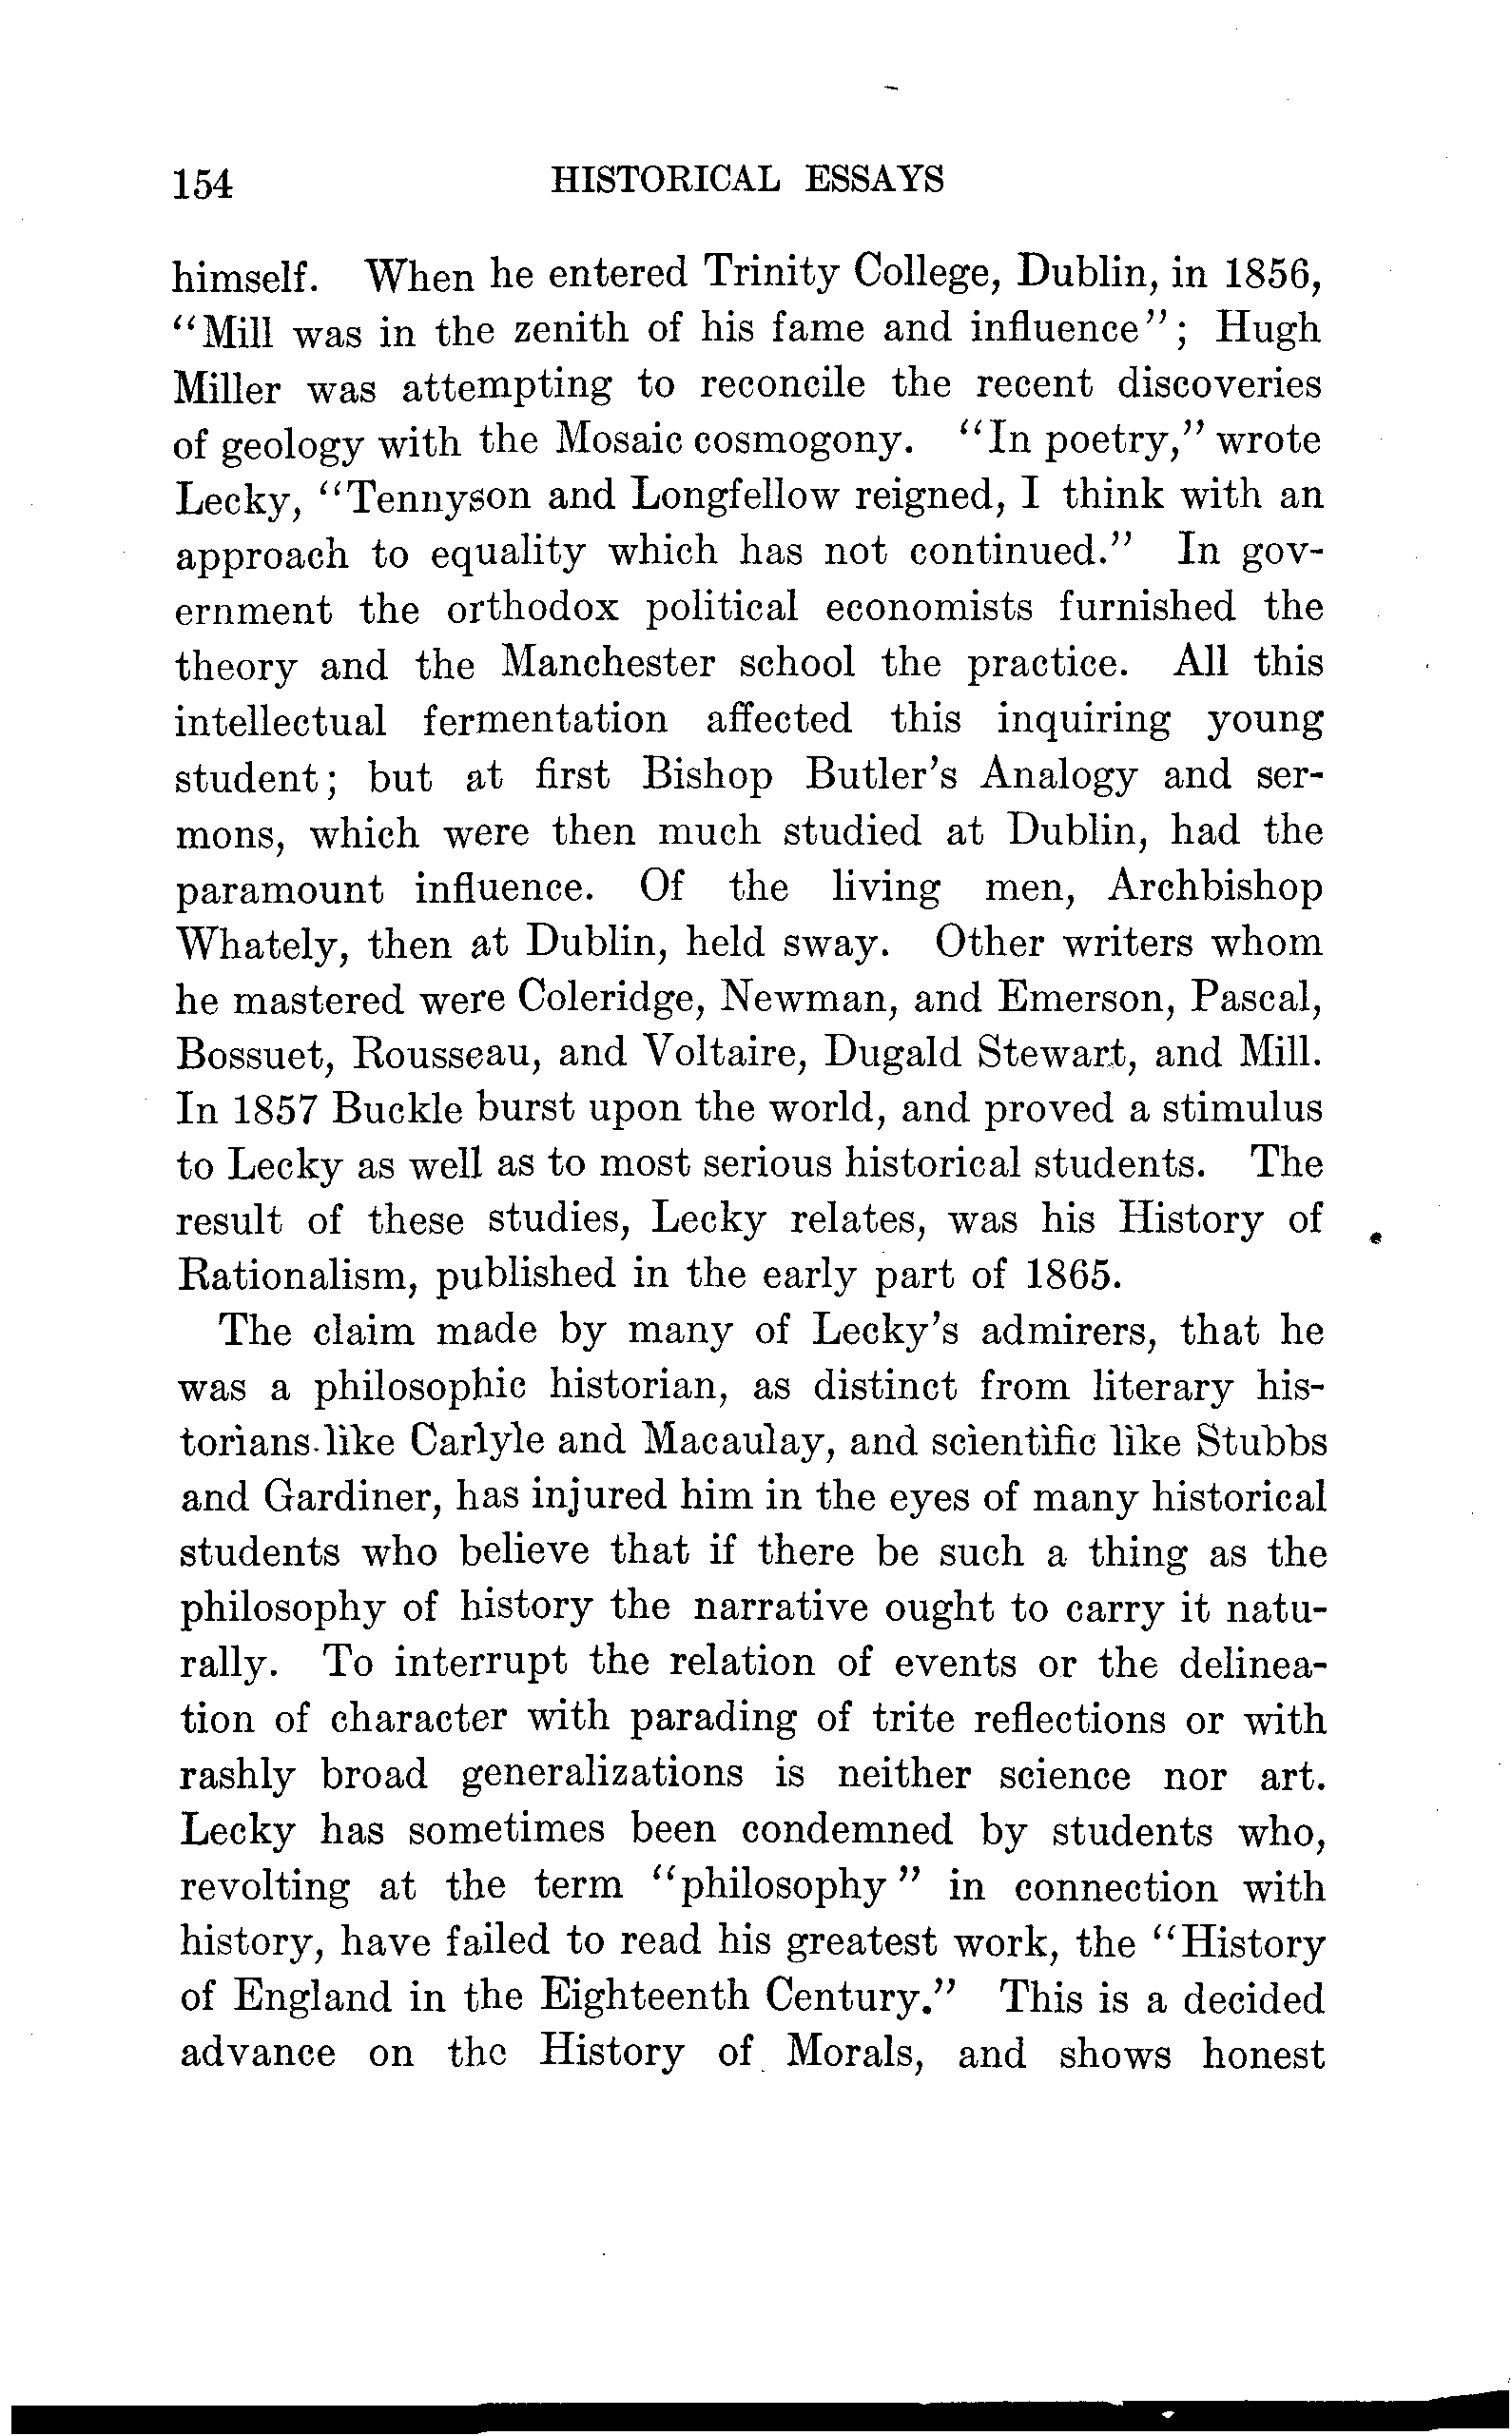 154 HISTORICAL ESSAYS
himself. When he entered Trinity College, Dublin, in 1856,
“Mill was in the zenith of his fame and influence”; Hugh
Miller was attempting to reconcile the recent discoveries
of geology with the Mosaic cosmogony. “In poetry,” wrote
Lecky, “Tennyson and Longfellow reigned, I think with an
approach to equality which has not continued.” In gov-
ernment the orthodox political economists furnished the
theory and the Manchester school the practice. All this
intellectual fermentation affected this inquiring young
student; but at first Bishop Butler’s Analogy and ser-
mons, which were then much studied at Dublin, had the
paramount influence. Of the living men, Archbishop
Whately, then at Dublin, held sway. Other writers whom
he mastered were Coleridge, Newman, and Emerson, Pascal,
Bossuet, Rousseau, and Voltaire, Dugald Stewart, and Mill.
In 1857 Buckle burst upon the world, and proved a stimulus
to Lecky as well as to most serious historical students. The
result of these studies, Lecky relates, was his History of
Rationalism, published in the early part of 1865.
The claim made by many of Lecky’s admirers, that he
was a philosophic historian, as distinct from literary his-
torians like Carlyle and Macaulay, and scientific like Stubbs
and Gardiner, has injured him in the eyes of many historical
students who believe that if there be such a thing as the
philosophy of history the narrative ought to carry it natu-
rally. To interrupt the relation of events or the delinea-
tion of character with parading of trite reflections or with
rashly broad generalizations is neither science nor art.
Lecky has sometimes been condemned by students who,
revolting at the term “philosophy” in connection with
history, have failed to read his greatest work, the “History
of England in the Eighteenth Century.” This is a decided
advance on the History of Morals, and shows honest